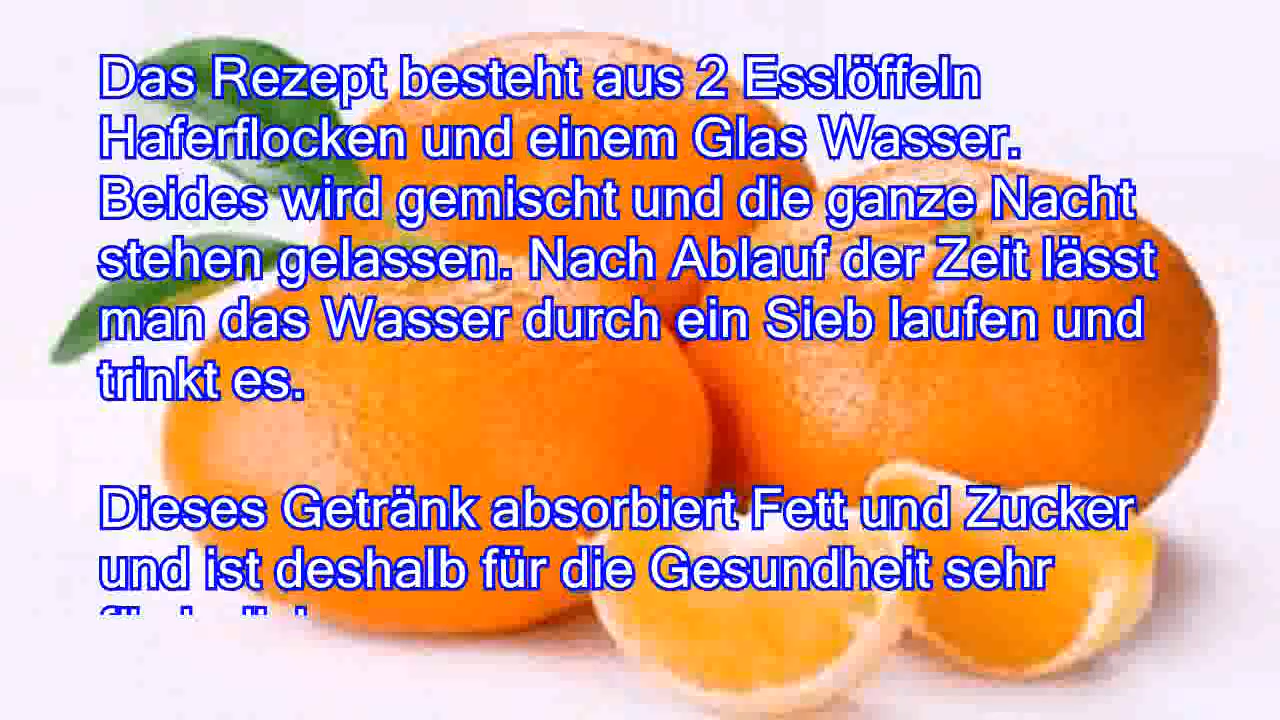 Das Rezept besteht aus 2 Esslöffeln
Haferflocken und einem Glas Wasser.
Beides wird gemischt und die ganze Nacht
stehen gelassen. Nach Ablauf der Zeit lässt
man das Wasser durch ein Sieb laufen und
trinkt es.
Dieses Getränk absorbiert Fett und Zucker
und ist deshalb für die Gesundheit sehr